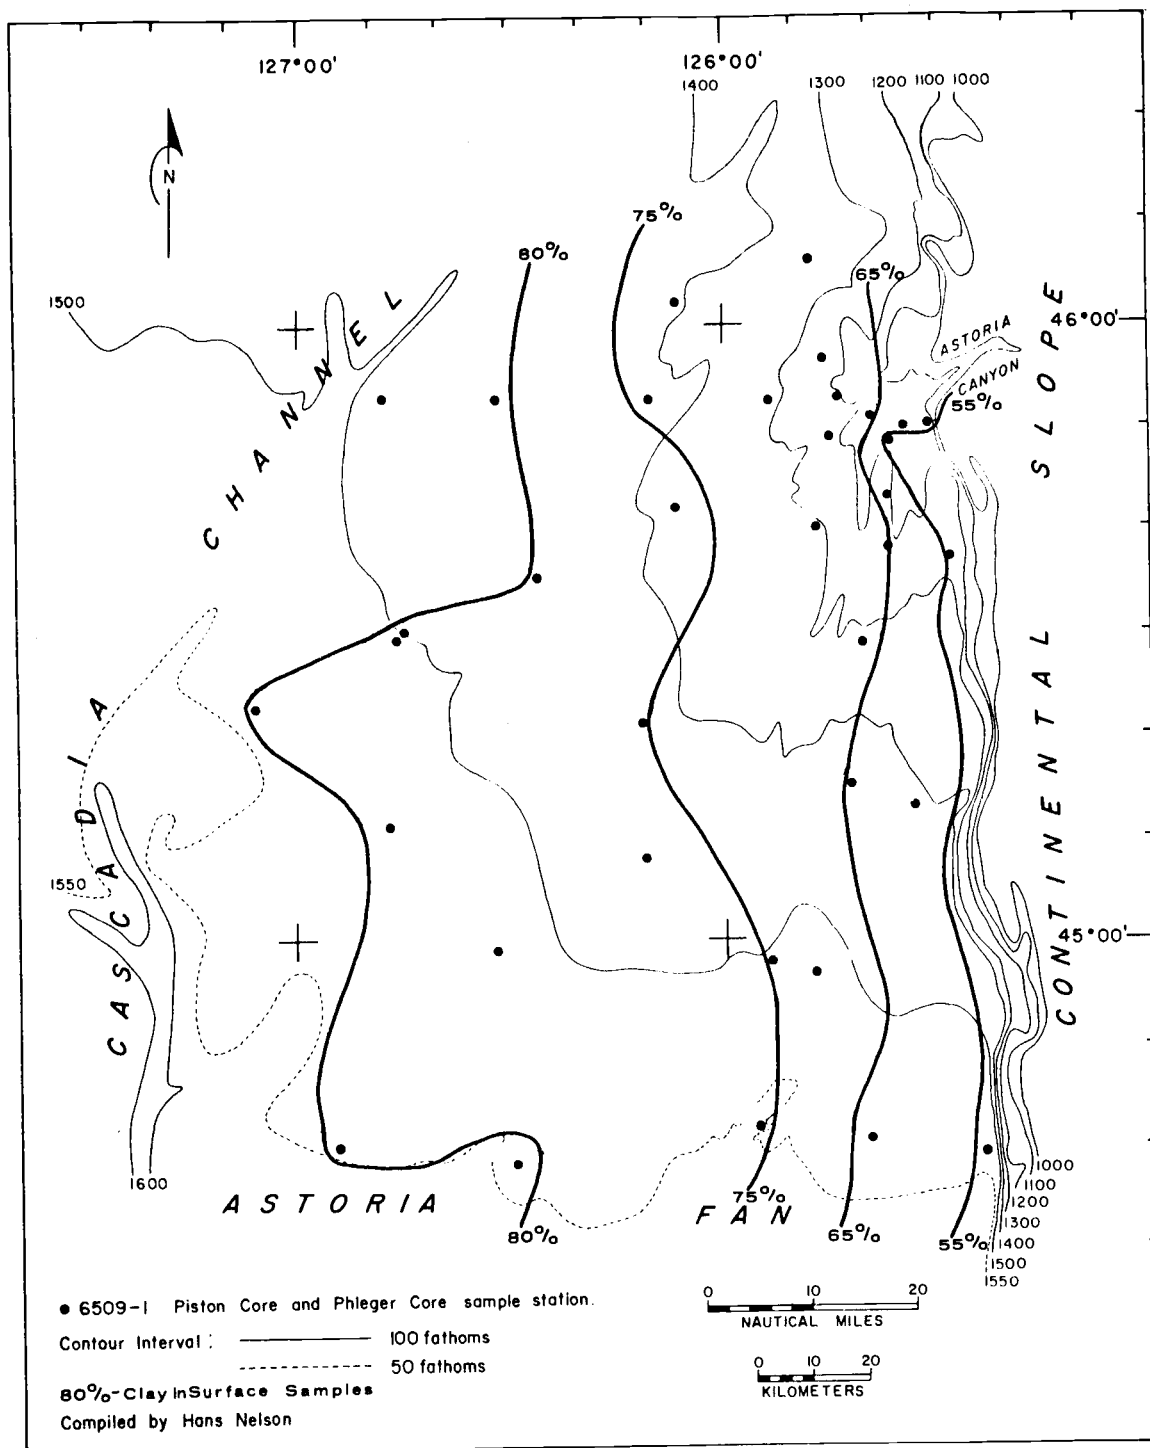 127°00'
126°00'
1400
1300
1200
1100
1000
N
75%
80%
65%
1500
46°00'
ASTORIA
CANYON
55%
CONTINENTAL SLOPE
CASCADIA CHANNEL
1550
45°00'
1600
ASTORIA FAN
80%
75%
65%
55%
1000
1100
1200
1300
1400
1500
1550
6509-1 Piston Core and Phleger Core sample station.
Contour Interval: 100 fathoms
50 fathoms
80%-Clay In Surface Samples
Compiled by Hans Nelson
0 10 20
NAUTICAL MILES
0 10 20
KILOMETERS